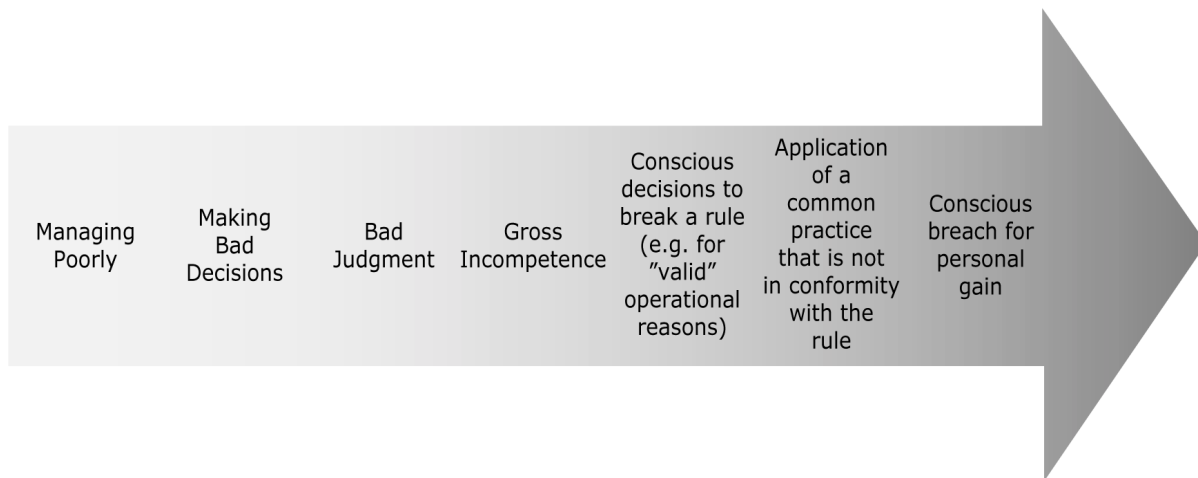 Managing
Poorly
Making
Bad
Decisions
Bad
Judgment
Gross
Incompetence
Conscious
decisions to
break a rule
(e.g. for
”valid”
operational
reasons)
Application
of a
common
practice
that is not
in conformity
with the
rule
Conscious
breach for
personal
gain